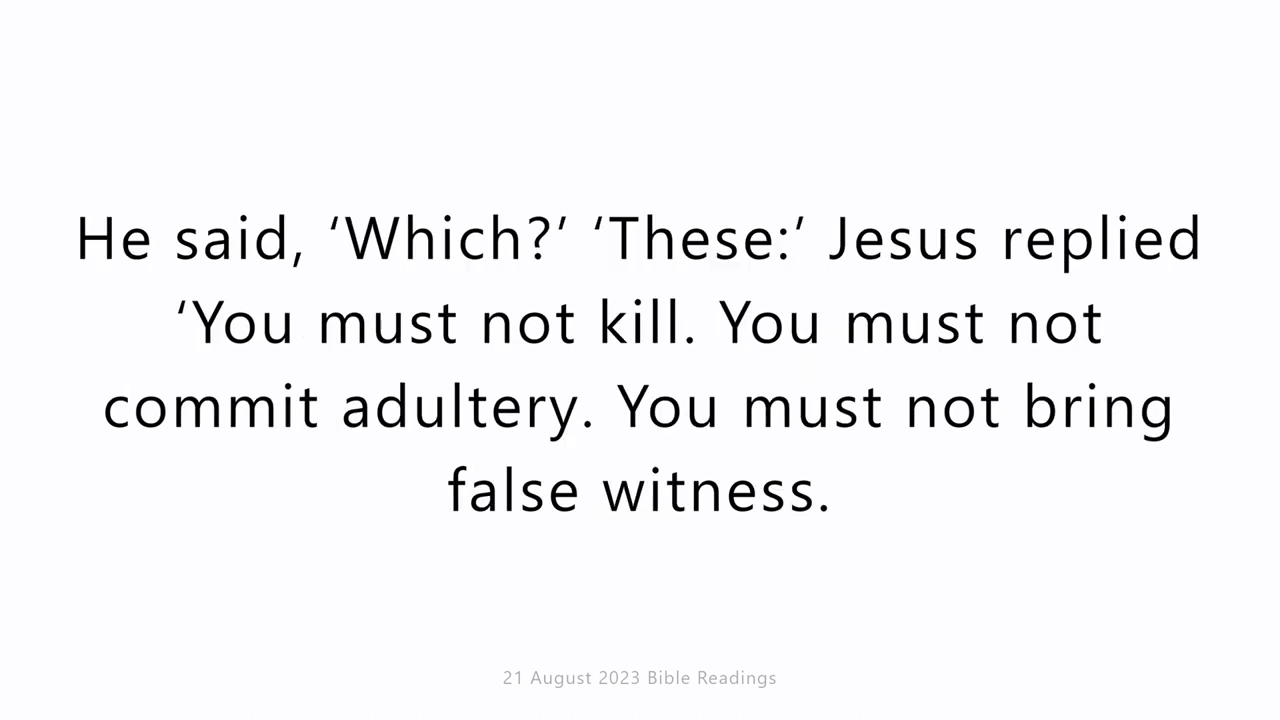 He said, ‘Which?’ ‘These:’ Jesus replied
‘You must not kill. You must not
commit adultery. You must not bring
false witness.
21 August 2023 Bible Readings